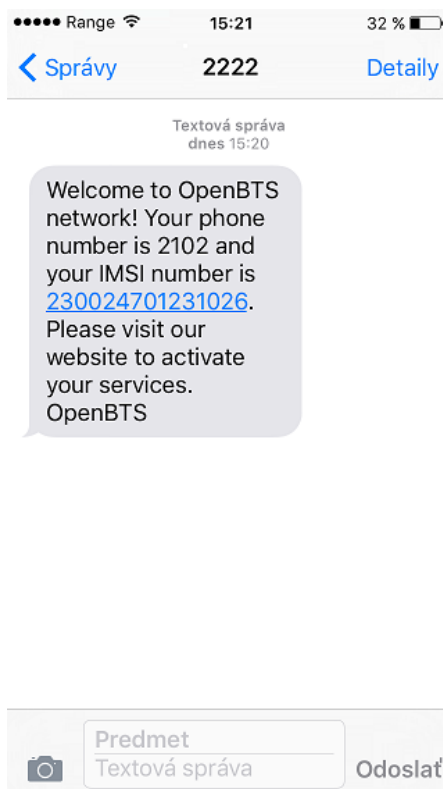 Range 15:21 32 %
Správy 2222 Detaily
Textová správa
dnes 15:20
Welcome to OpenBTS
network! Your phone
number is 2102 and
your IMSI number is
230024701231026.
Please visit our
website to activate
your services.
OpenBTS
Predmet
Textová správa Odoslať